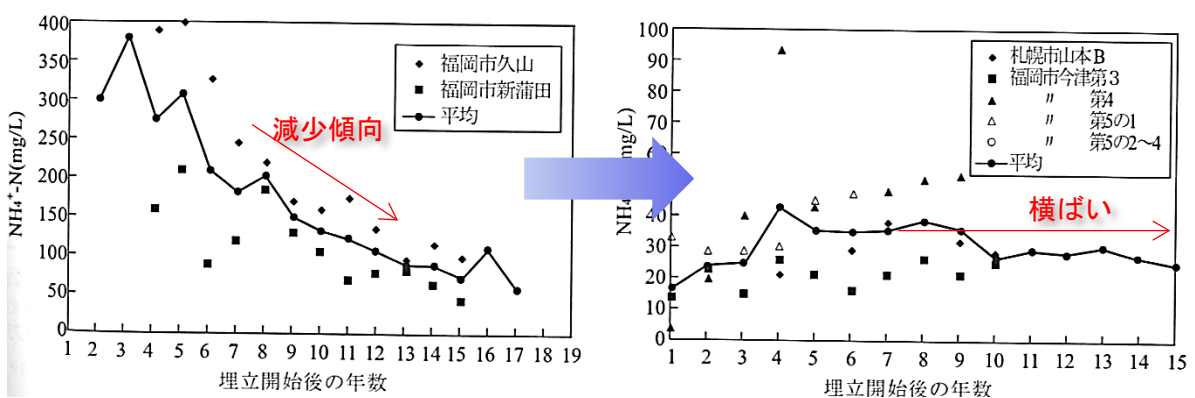 400
350
300
250
200
150
100
50
0
NH₄⁺-N(mg/L)
1 2 3 4 5 6 7 8 9 10 11 12 13 14 15 16 17 18 19
埋立開始後の年数
福岡市久山
福岡市新蒲田
平均
減少傾向
100
90
80
70
40
30
20
10
0
NH₄
mg/L)
1 2 3 4 5 6 7 8 9 10 11 12 13 14 15
埋立開始後の年数
札幌市山本B
福岡市今津第3
〃 第4
〃 第5の1
〃 第5の2~4
平均
横ばい